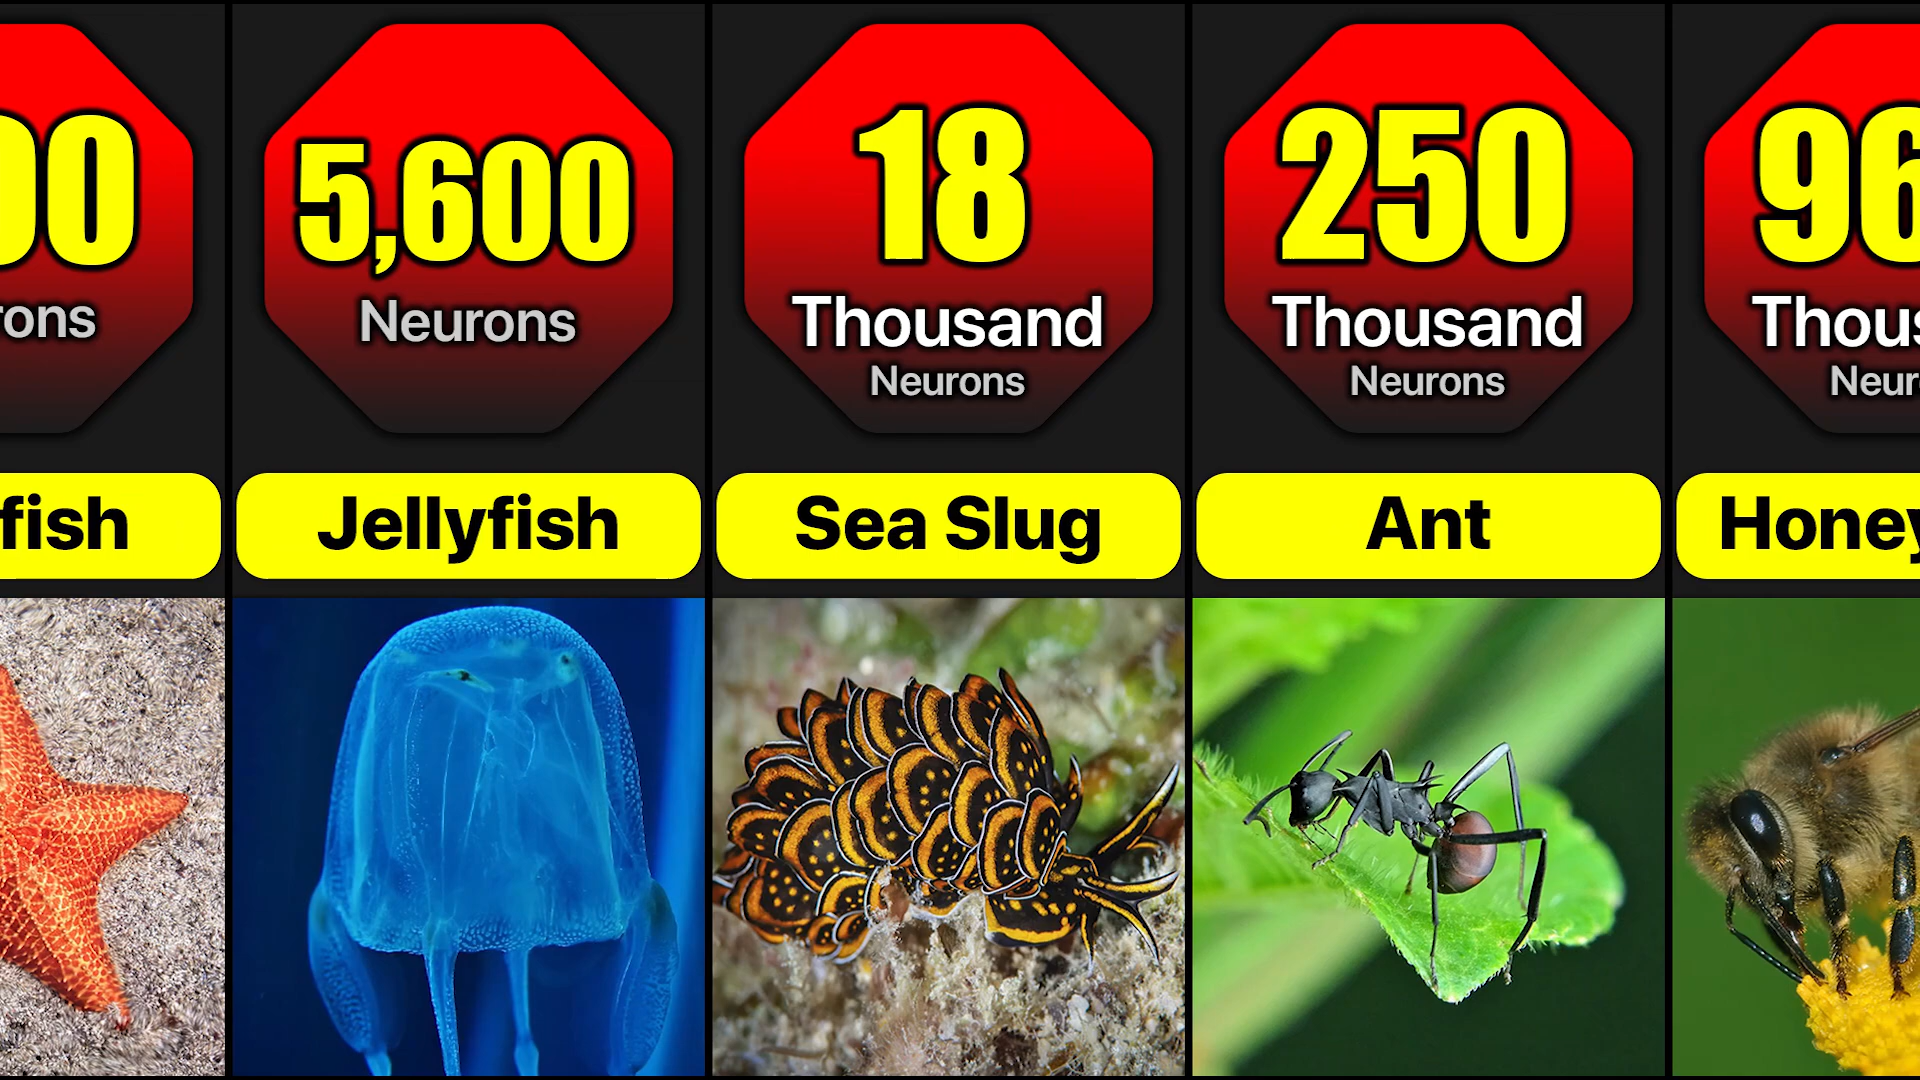 00
rons
fish
5,600
Neurons
Jellyfish
18
Thousand
Neurons
Sea Slug
250
Thousand
Neurons
Ant
96
Thous
Neur
Honey